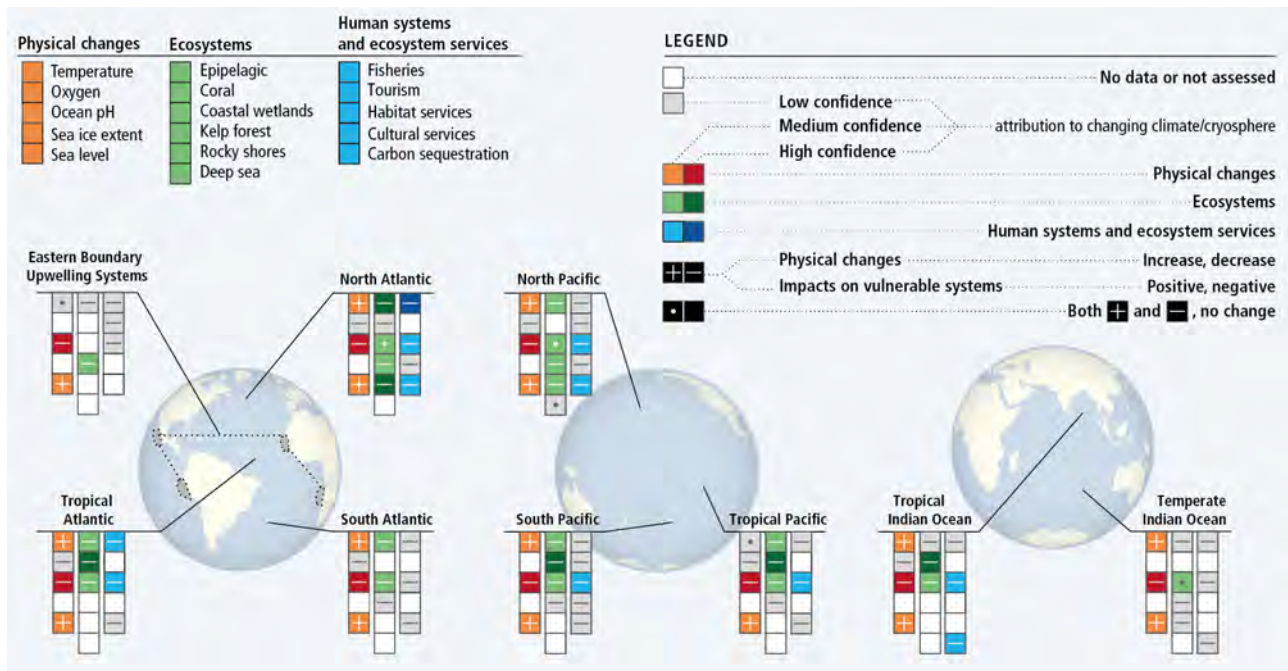 Physical changes
Temperature
Oxygen
Ocean pH
Sea ice extent
Sea level
Ecosystems
Epipelagic
Coral
Coastal wetlands
Kelp forest
Rocky shores
Deep sea
Human systems
and ecosystem services
Fisheries
Tourism
Habitat services
Cultural services
Carbon sequestration
LEGEND
No data or not assessed
Low confidence
Medium confidence
High confidence
attribution to changing climate/cryosphere
Physical changes
Ecosystems
Human systems and ecosystem services
Physical changes
Increase, decrease
Impacts on vulnerable systems
Positive, negative
Both + and − , no change
Eastern Boundary
Upwelling Systems
North Atlantic
North Pacific
Tropical
Atlantic
South Atlantic
South Pacific
Tropical Pacific
Tropical
Indian Ocean
Temperate
Indian Ocean